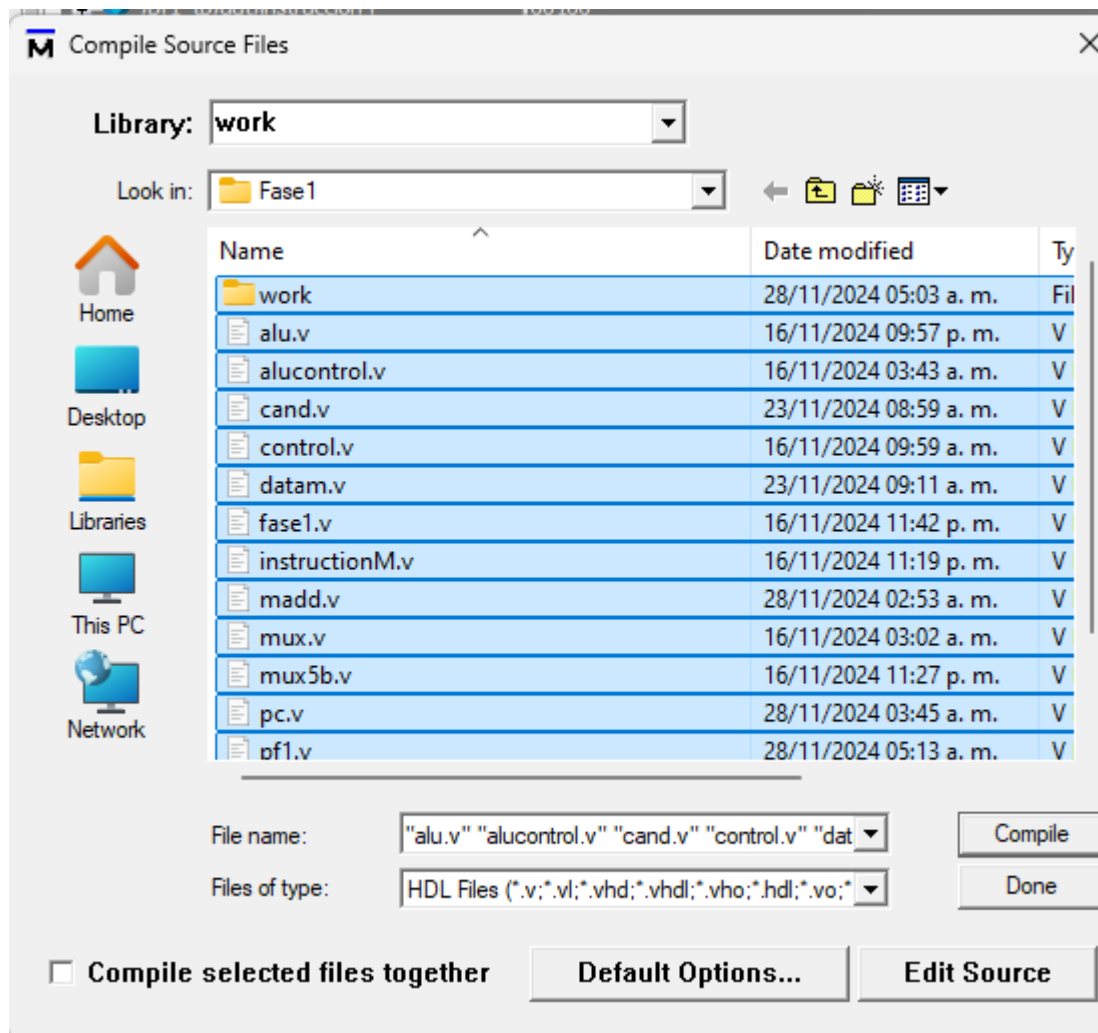 Compile Source Files
Library: work
Look in: Fase1
Name Date modified Ty
work 28/11/2024 05:03 a. m. Fil
alu.v 16/11/2024 09:57 p. m. V
alucontrol.v 16/11/2024 03:43 a. m. V
cand.v 23/11/2024 08:59 a. m. V
control.v 16/11/2024 09:59 a. m. V
datam.v 23/11/2024 09:11 a. m. V
fase1.v 16/11/2024 11:42 p. m. V
instructionM.v 16/11/2024 11:19 p. m. V
madd.v 28/11/2024 02:53 a. m. V
mux.v 16/11/2024 03:02 a. m. V
mux5b.v 16/11/2024 11:27 p. m. V
pc.v 28/11/2024 03:45 a. m. V
pf1.v 28/11/2024 05:13 a. m. V
Home
Desktop
Libraries
This PC
Network
File name: "alu.v" "alucontrol.v" "cand.v" "control.v" "dat
Compile
Files of type: HDL Files (*.v;*.vl;*.vhd;*.vhdl;*.vho;*.hdl;*.vo;*
Done
Compile selected files together
Default Options...
Edit Source